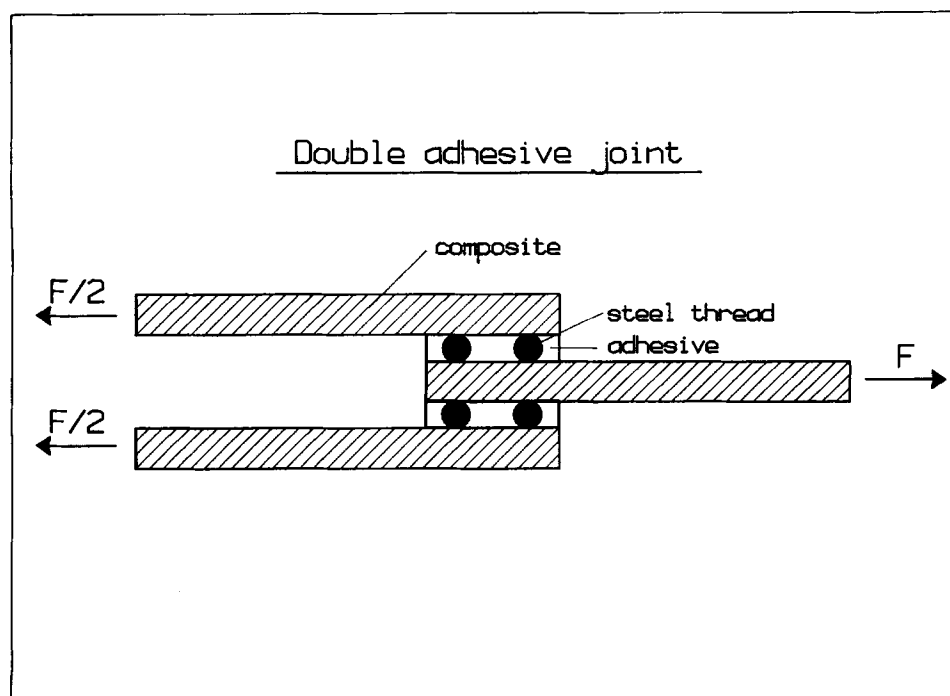 Double adhesive joint
composite
F/2
steel thread
adhesive
F
F/2